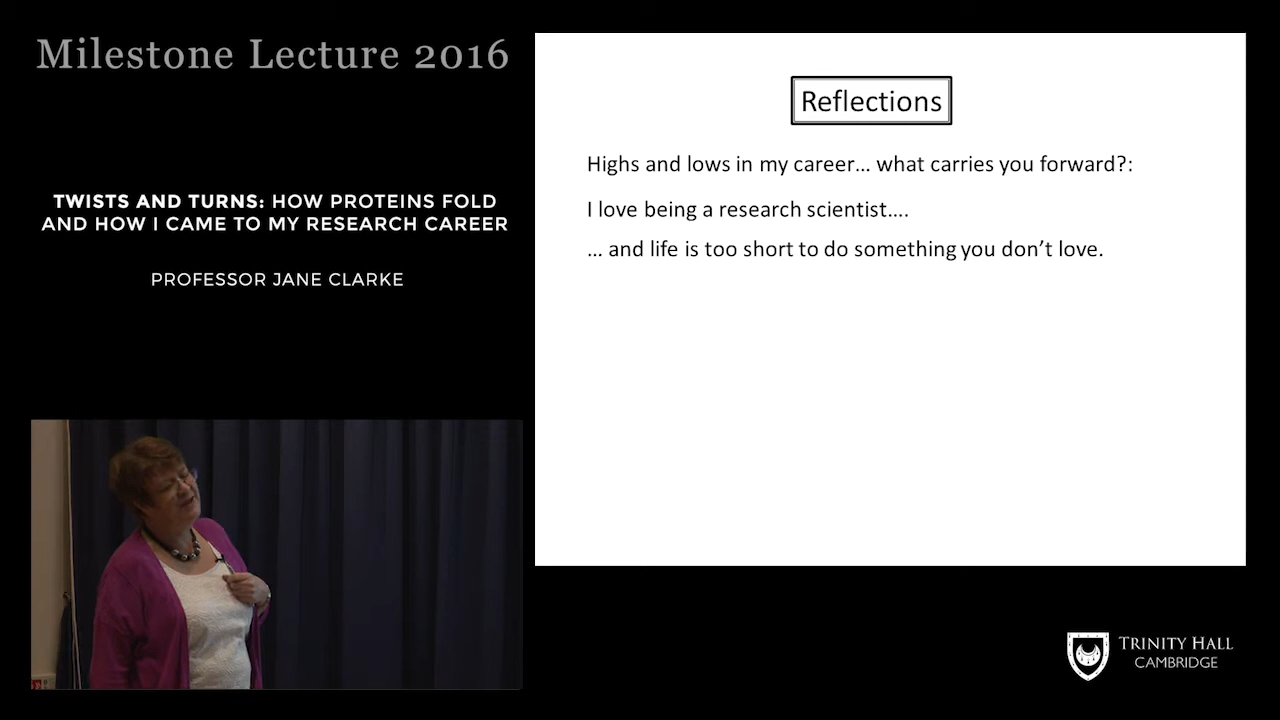 Milestone Lecture 2016
TWISTS AND TURNS: HOW PROTEINS FOLD
AND HOW I CAME TO MY RESEARCH CAREER
PROFESSOR JANE CLARKE
Reflections
Highs and lows in my career... what carries you forward?:
I love being a research scientist....
... and life is too short to do something you don’t love.
TRINITY HALL
CAMBRIDGE